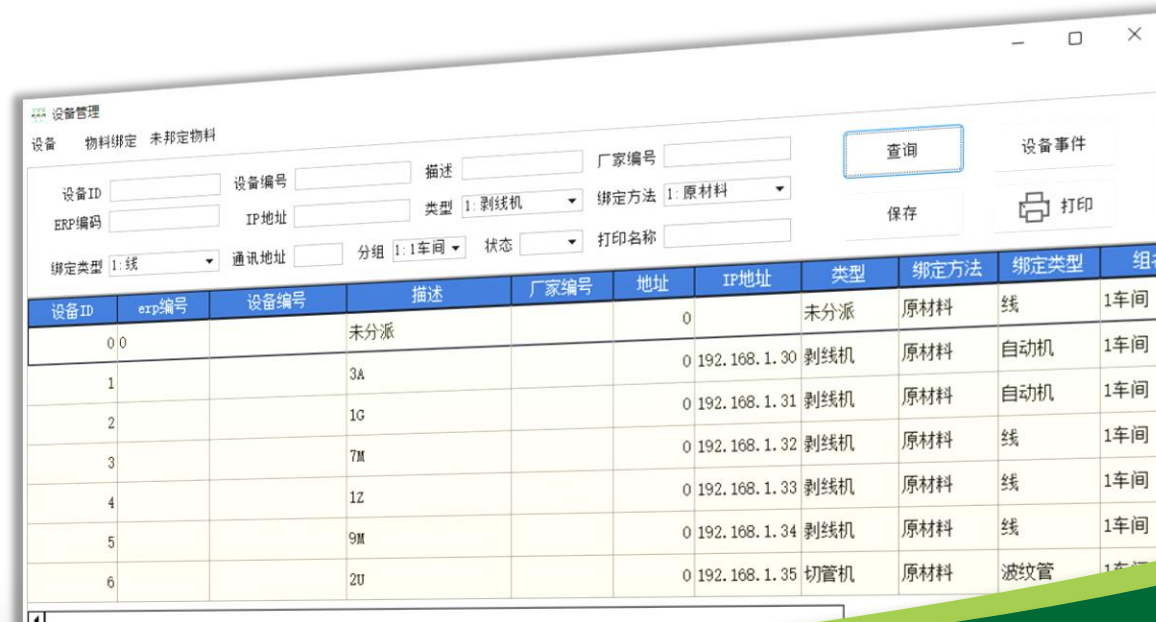 设备管理
设备 物料绑定 未邦定物料
设备ID 设备编号 描述 厂家编号 查询 设备事件
ERP编码 IP地址 类型 1:剥线机 绑定方法 1:原材料 保存 打印
绑定类型 1:线 通讯地址 分组 1:1车间 状态 打印名称
设备ID erp编号 设备编号 描述 厂家编号 地址 IP地址 类型 绑定方法 绑定类型
0 0 未分派 0 未分派 原材料 线 1车间
1 3A 0 192.168.1.30 剥线机 原材料 自动机 1车间
2 1G 0 192.168.1.31 剥线机 原材料 自动机 1车间
3 7M 0 192.168.1.32 剥线机 原材料 线 1车间
4 1Z 0 192.168.1.33 剥线机 原材料 线 1车间
5 9M 0 192.168.1.34 剥线机 原材料 线 1车间
6 2U 0 192.168.1.35 切管机 原材料 波纹管